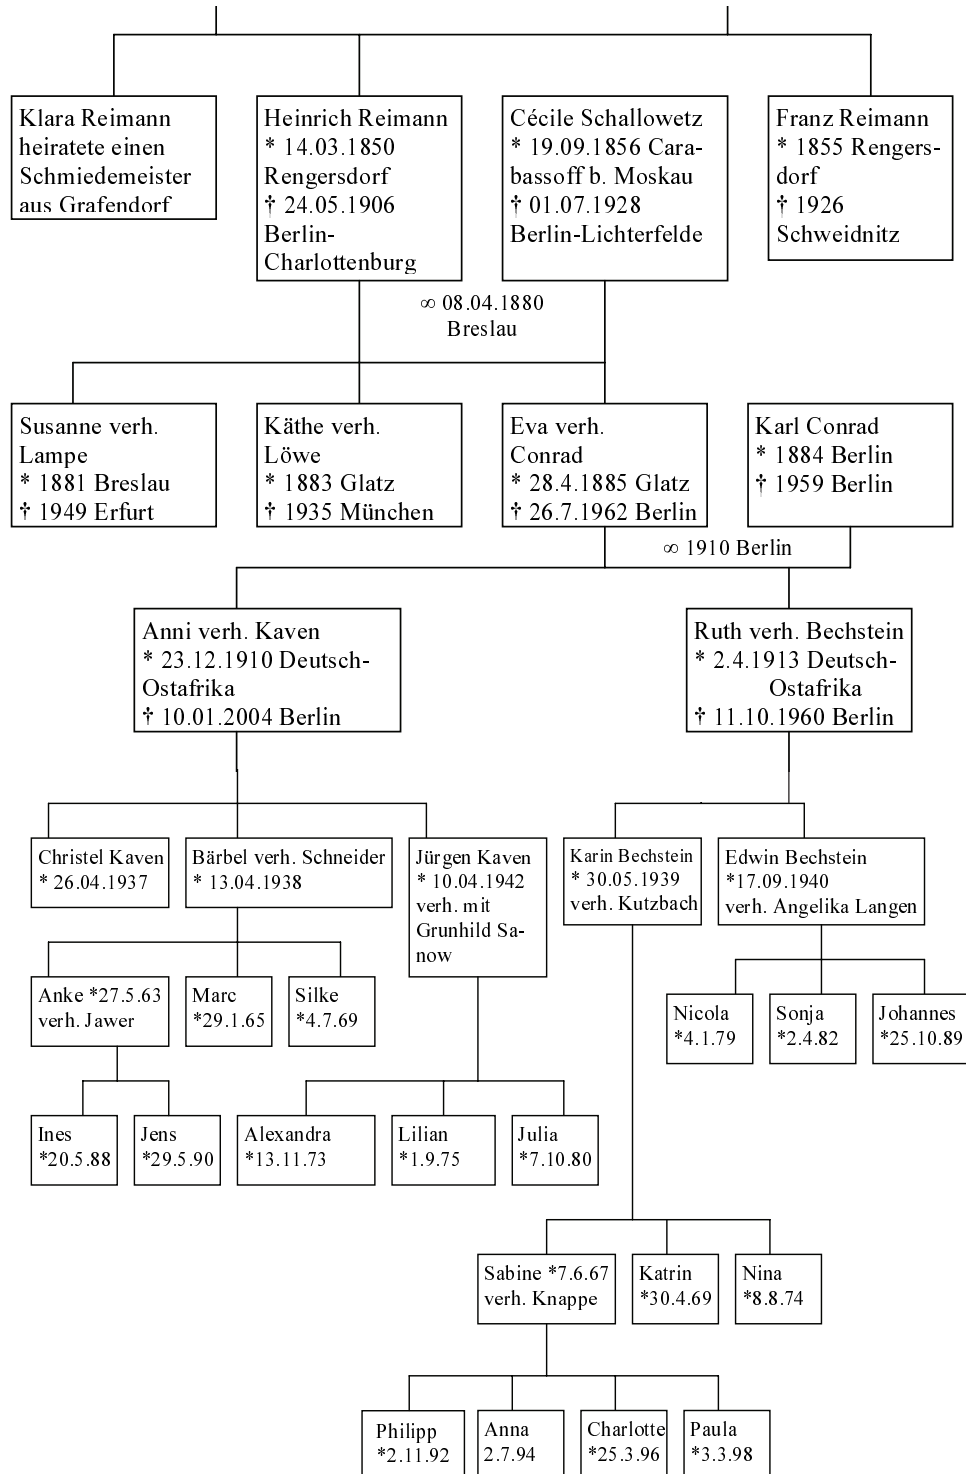 Klara Reimann
heiratete einen
Schmiedemeister
aus Grafendorf
Heinrich Reimann
* 14.03.1850
Rengersdorf
† 24.05.1906
Berlin-
Charlottenburg
Cécile Schallowetz
* 19.09.1856 Cara-
bassoff b. Moskau
† 01.07.1928
Berlin-Lichterfelde
Franz Reimann
* 1855 Rengers-
dorf
† 1926
Schweidnitz
∞ 08.04.1880
Breslau
Susanne verh.
Lampe
* 1881 Breslau
† 1949 Erfurt
Käthe verh.
Löwe
* 1883 Glatz
† 1935 München
Eva verh.
Conrad
* 28.4.1885 Glatz
† 26.7.1962 Berlin
Karl Conrad
* 1884 Berlin
† 1959 Berlin
∞ 1910 Berlin
Anni verh. Kaven
* 23.12.1910 Deutsch-
Ostafrika
† 10.01.2004 Berlin
Ruth verh. Bechstein
* 2.4.1913 Deutsch-
Ostafrika
† 11.10.1960 Berlin
Christel Kaven
* 26.04.1937
Bärbel verh. Schneider
* 13.04.1938
Jürgen Kaven
* 10.04.1942
verh. mit
Grunhild Sa-
now
Karin Bechstein
* 30.05.1939
verh. Kutzbach
Edwin Bechstein
*17.09.1940
verh. Angelika Langen
Anke *27.5.63
verh. Jawer
Marc
*29.1.65
Silke
*4.7.69
Nicola
*4.1.79
Sonja
*2.4.82
Johannes
*25.10.89
Ines
*20.5.88
Jens
*29.5.90
Alexandra
*13.11.73
Lilian
*1.9.75
Julia
*7.10.80
Sabine *7.6.67
verh. Knappe
Katrin
*30.4.69
Nina
*8.8.74
Philipp
*2.11.92
Anna
2.7.94
Charlotte
*25.3.96
Paula
*3.3.98